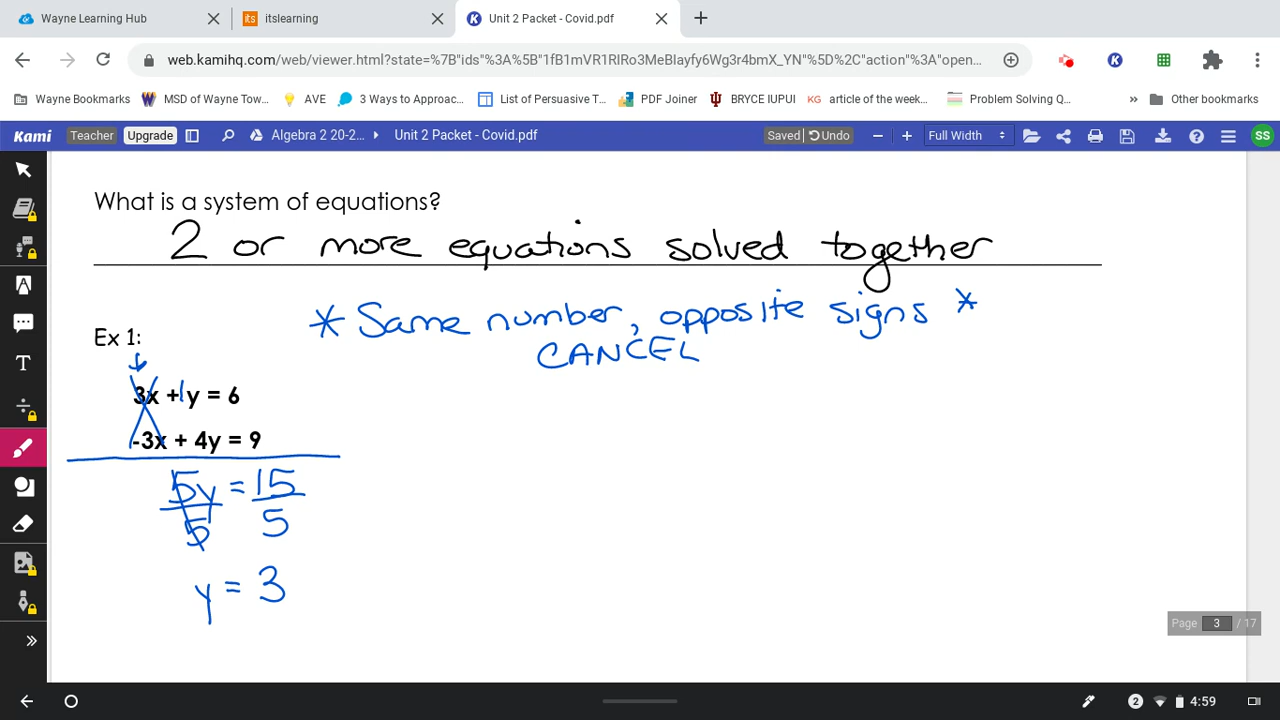 Wayne Learning Hub
itslearning
Unit 2 Packet - Covid.pdf
web.kamihq.com/web/viewer.html?state=%7B"ids"%3A%5B"1fB1mVR1RIRo3MeBIayfy6Wg3r4bmX_YN"%5D%2C"action"%3A"open...
Wayne Bookmarks
MSD of Wayne Tow...
AVE
3 Ways to Approac...
List of Persuasive T...
PDF Joiner
BRYCE IUPUI
KG article of the week...
Problem Solving Q...
Other bookmarks
Kami Teacher Upgrade
Algebra 2 20-2...
Unit 2 Packet - Covid.pdf
Saved Undo
Full Width
SS
What is a system of equations?
2 or more equations solved together
* Same number, opposite signs *
CANCEL
Ex 1:
3x + 1y = 6
-3x + 4y = 9
5y = 15
5 5
y = 3
Page 3 / 17
2 4:59